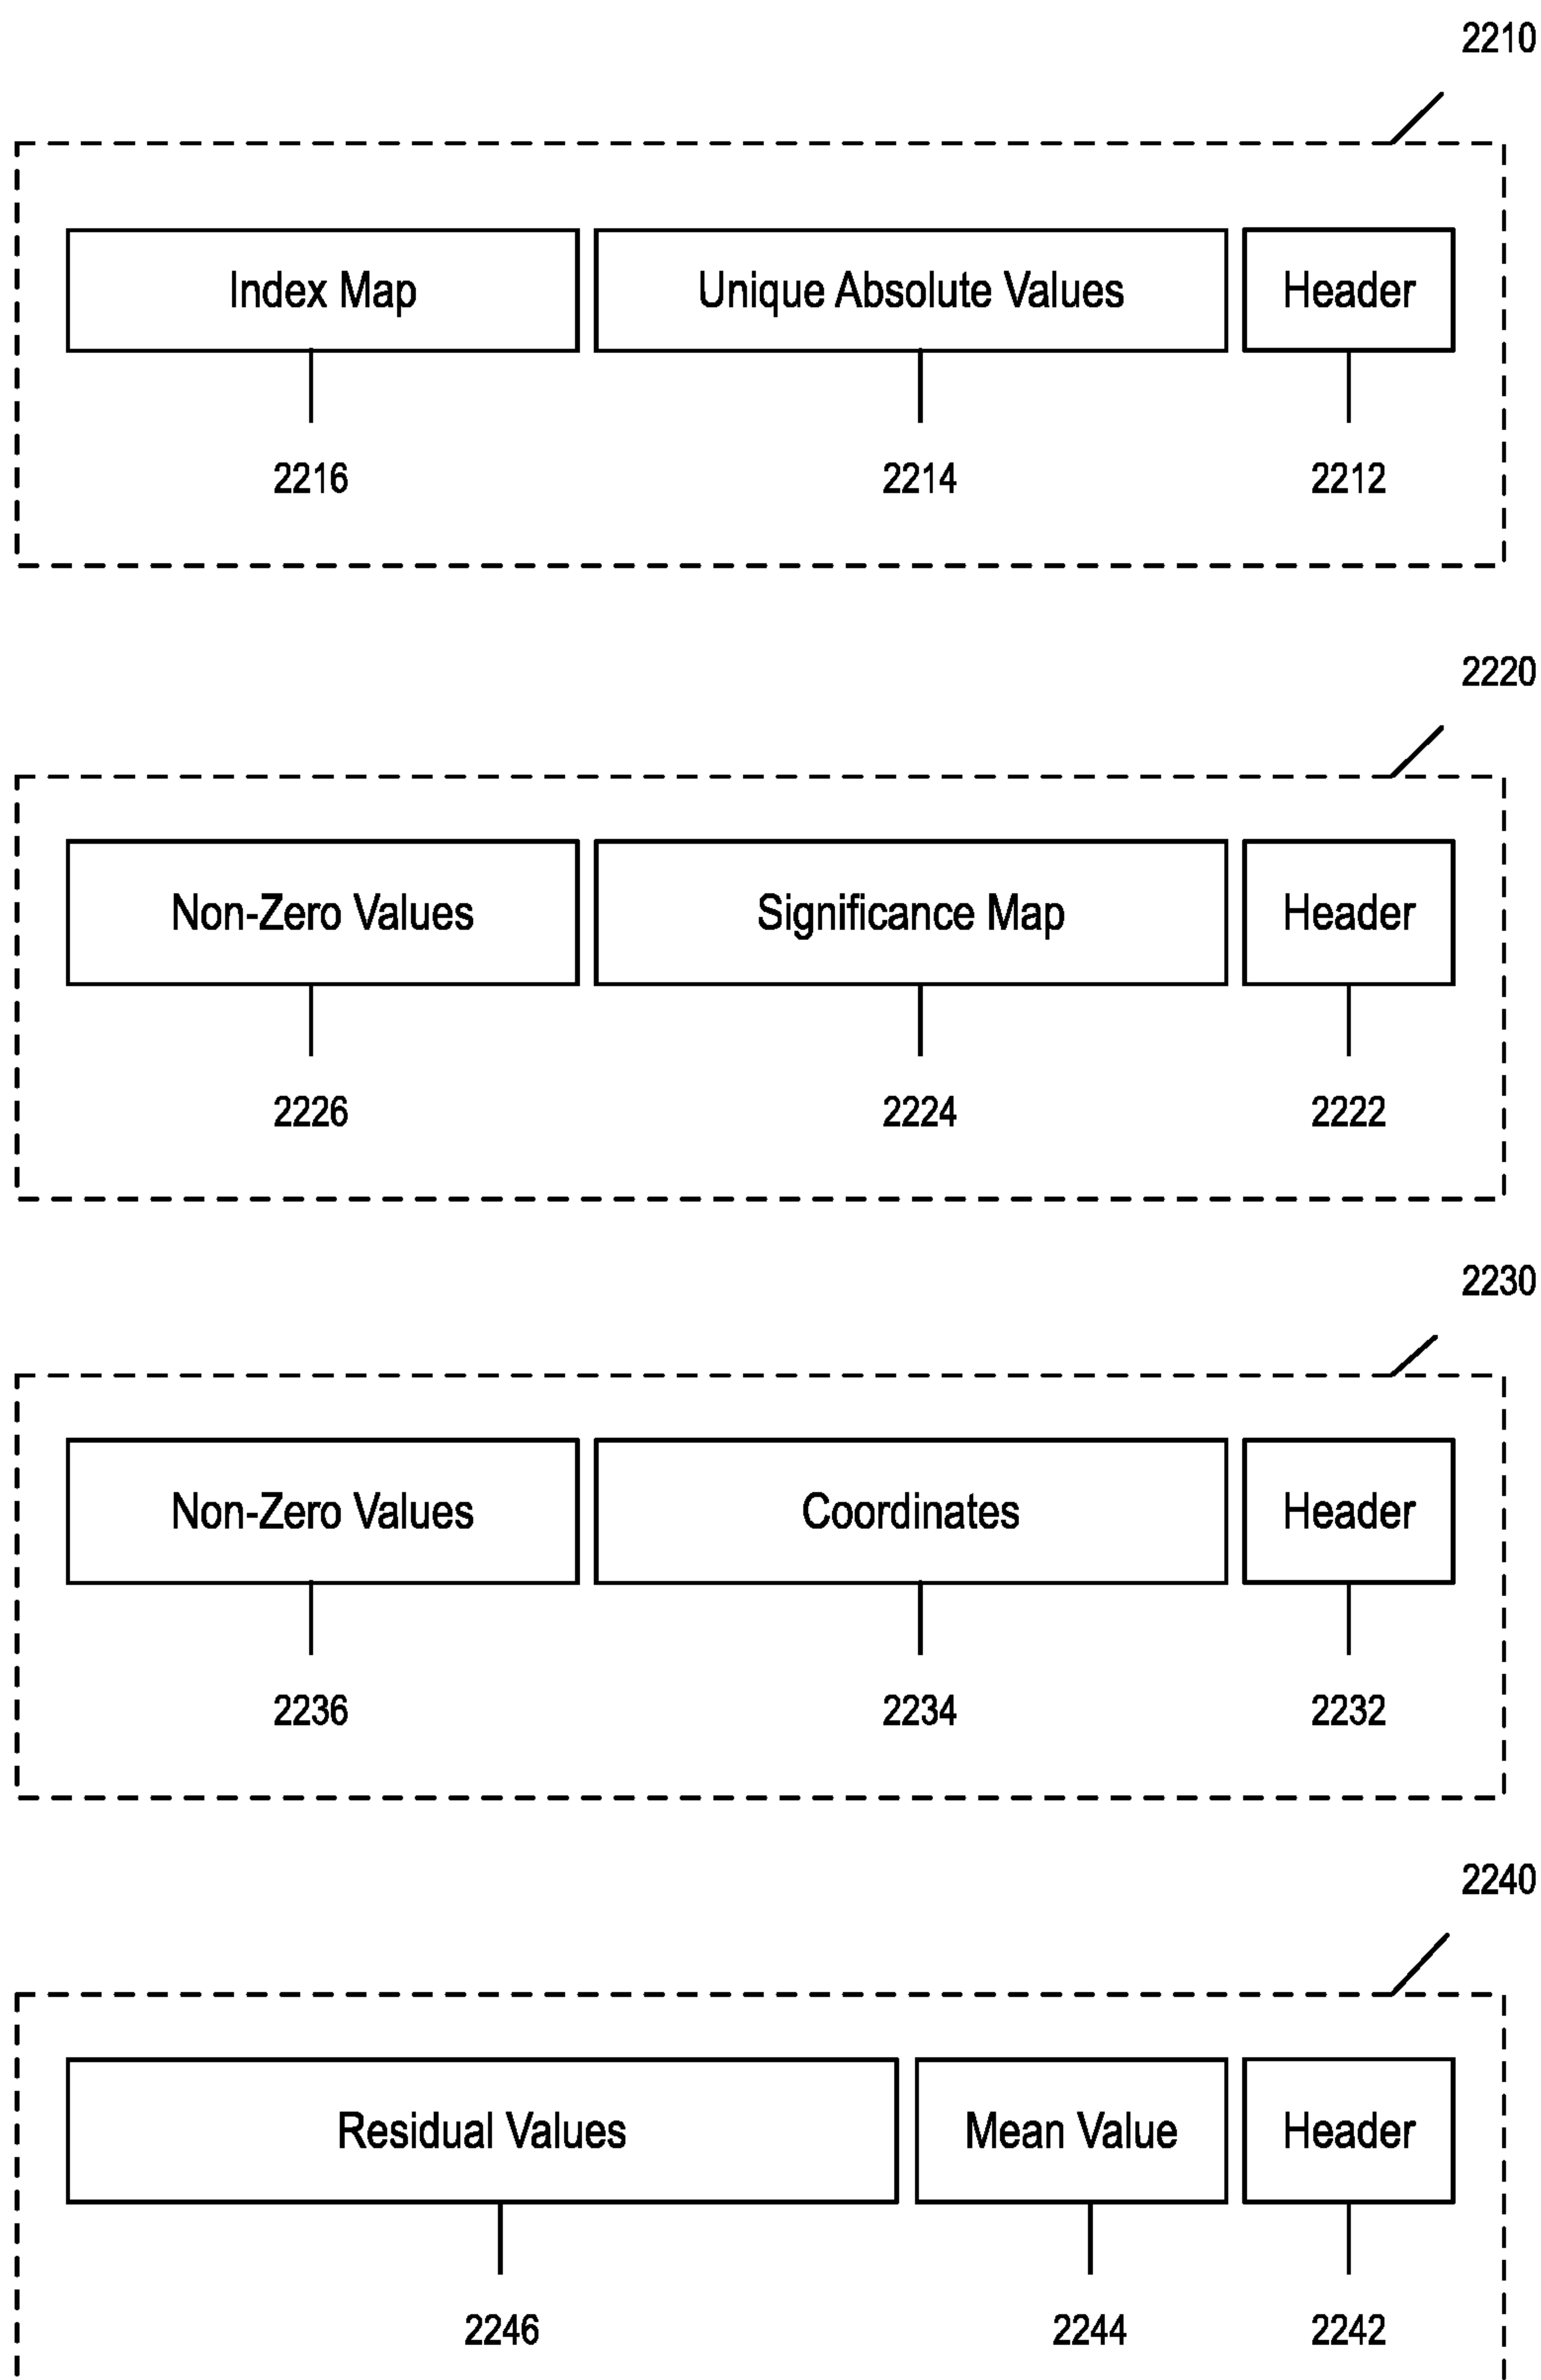 2210
Index Map Unique Absolute Values Header
2216 2214 2212
2220
Non-Zero Values Significance Map Header
2226 2224 2222
2230
Non-Zero Values Coordinates Header
2236 2234 2232
2240
Residual Values Mean Value Header
2246 2244 2242